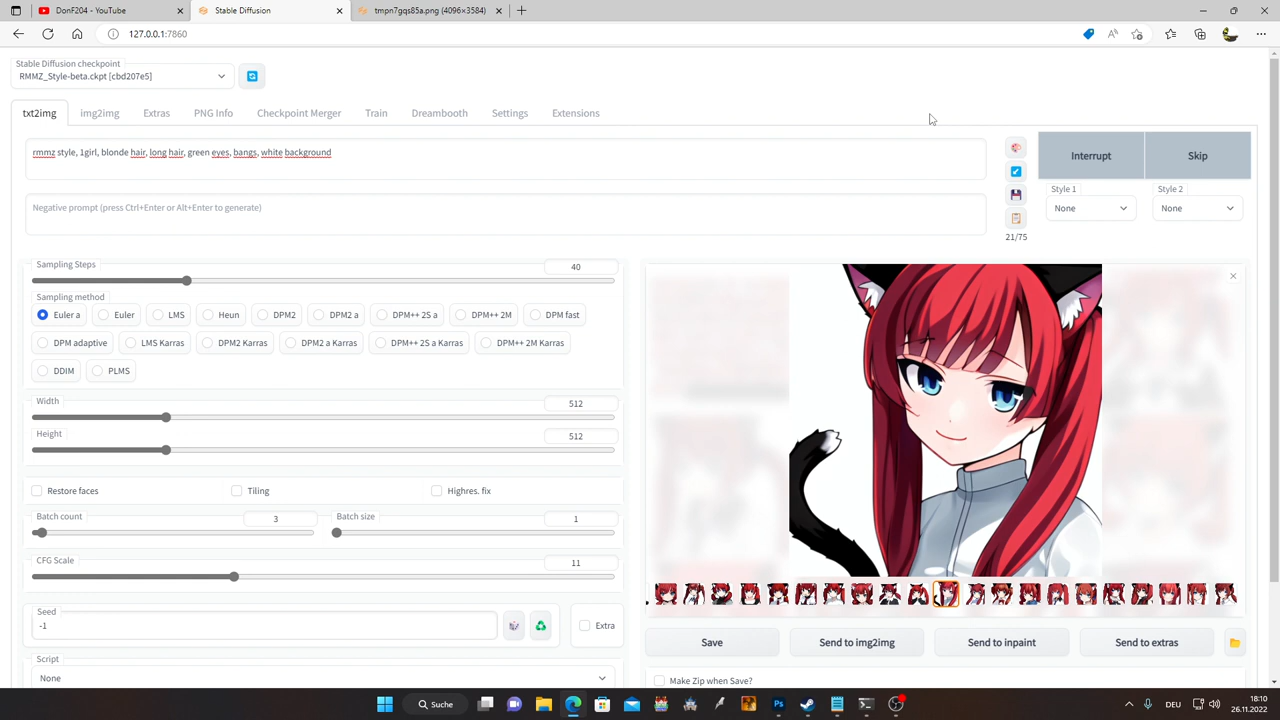 DonF204 - YouTube
Stable Diffusion
tmpn7gqs85a.png (4096×3584)
127.0.0.1:7860
Stable Diffusion checkpoint
RMMZ_Style-beta.ckpt [cbd207e5]
txt2img
img2img
Extras
PNG Info
Checkpoint Merger
Train
Dreambooth
Settings
Extensions
rmmz style, 1girl, blonde hair, long hair, green eyes, bangs, white background
Negative prompt (press Ctrl+Enter or Alt+Enter to generate)
21/75
Interrupt
Skip
Style 1
None
Style 2
None
Sampling Steps
40
Sampling method
Euler a
Euler
LMS
Heun
DPM2
DPM2 a
DPM++ 2S a
DPM++ 2M
DPM fast
DPM adaptive
LMS Karras
DPM2 Karras
DPM2 a Karras
DPM++ 2S a Karras
DPM++ 2M Karras
DDIM
PLMS
Width
512
Height
512
Restore faces
Tiling
Highres. fix
Batch count
3
Batch size
1
CFG Scale
11
Seed
-1
Extra
Script
None
Save
Send to img2img
Send to inpaint
Send to extras
Make Zip when Save?
Suche
DEU
18:10
26.11.2022